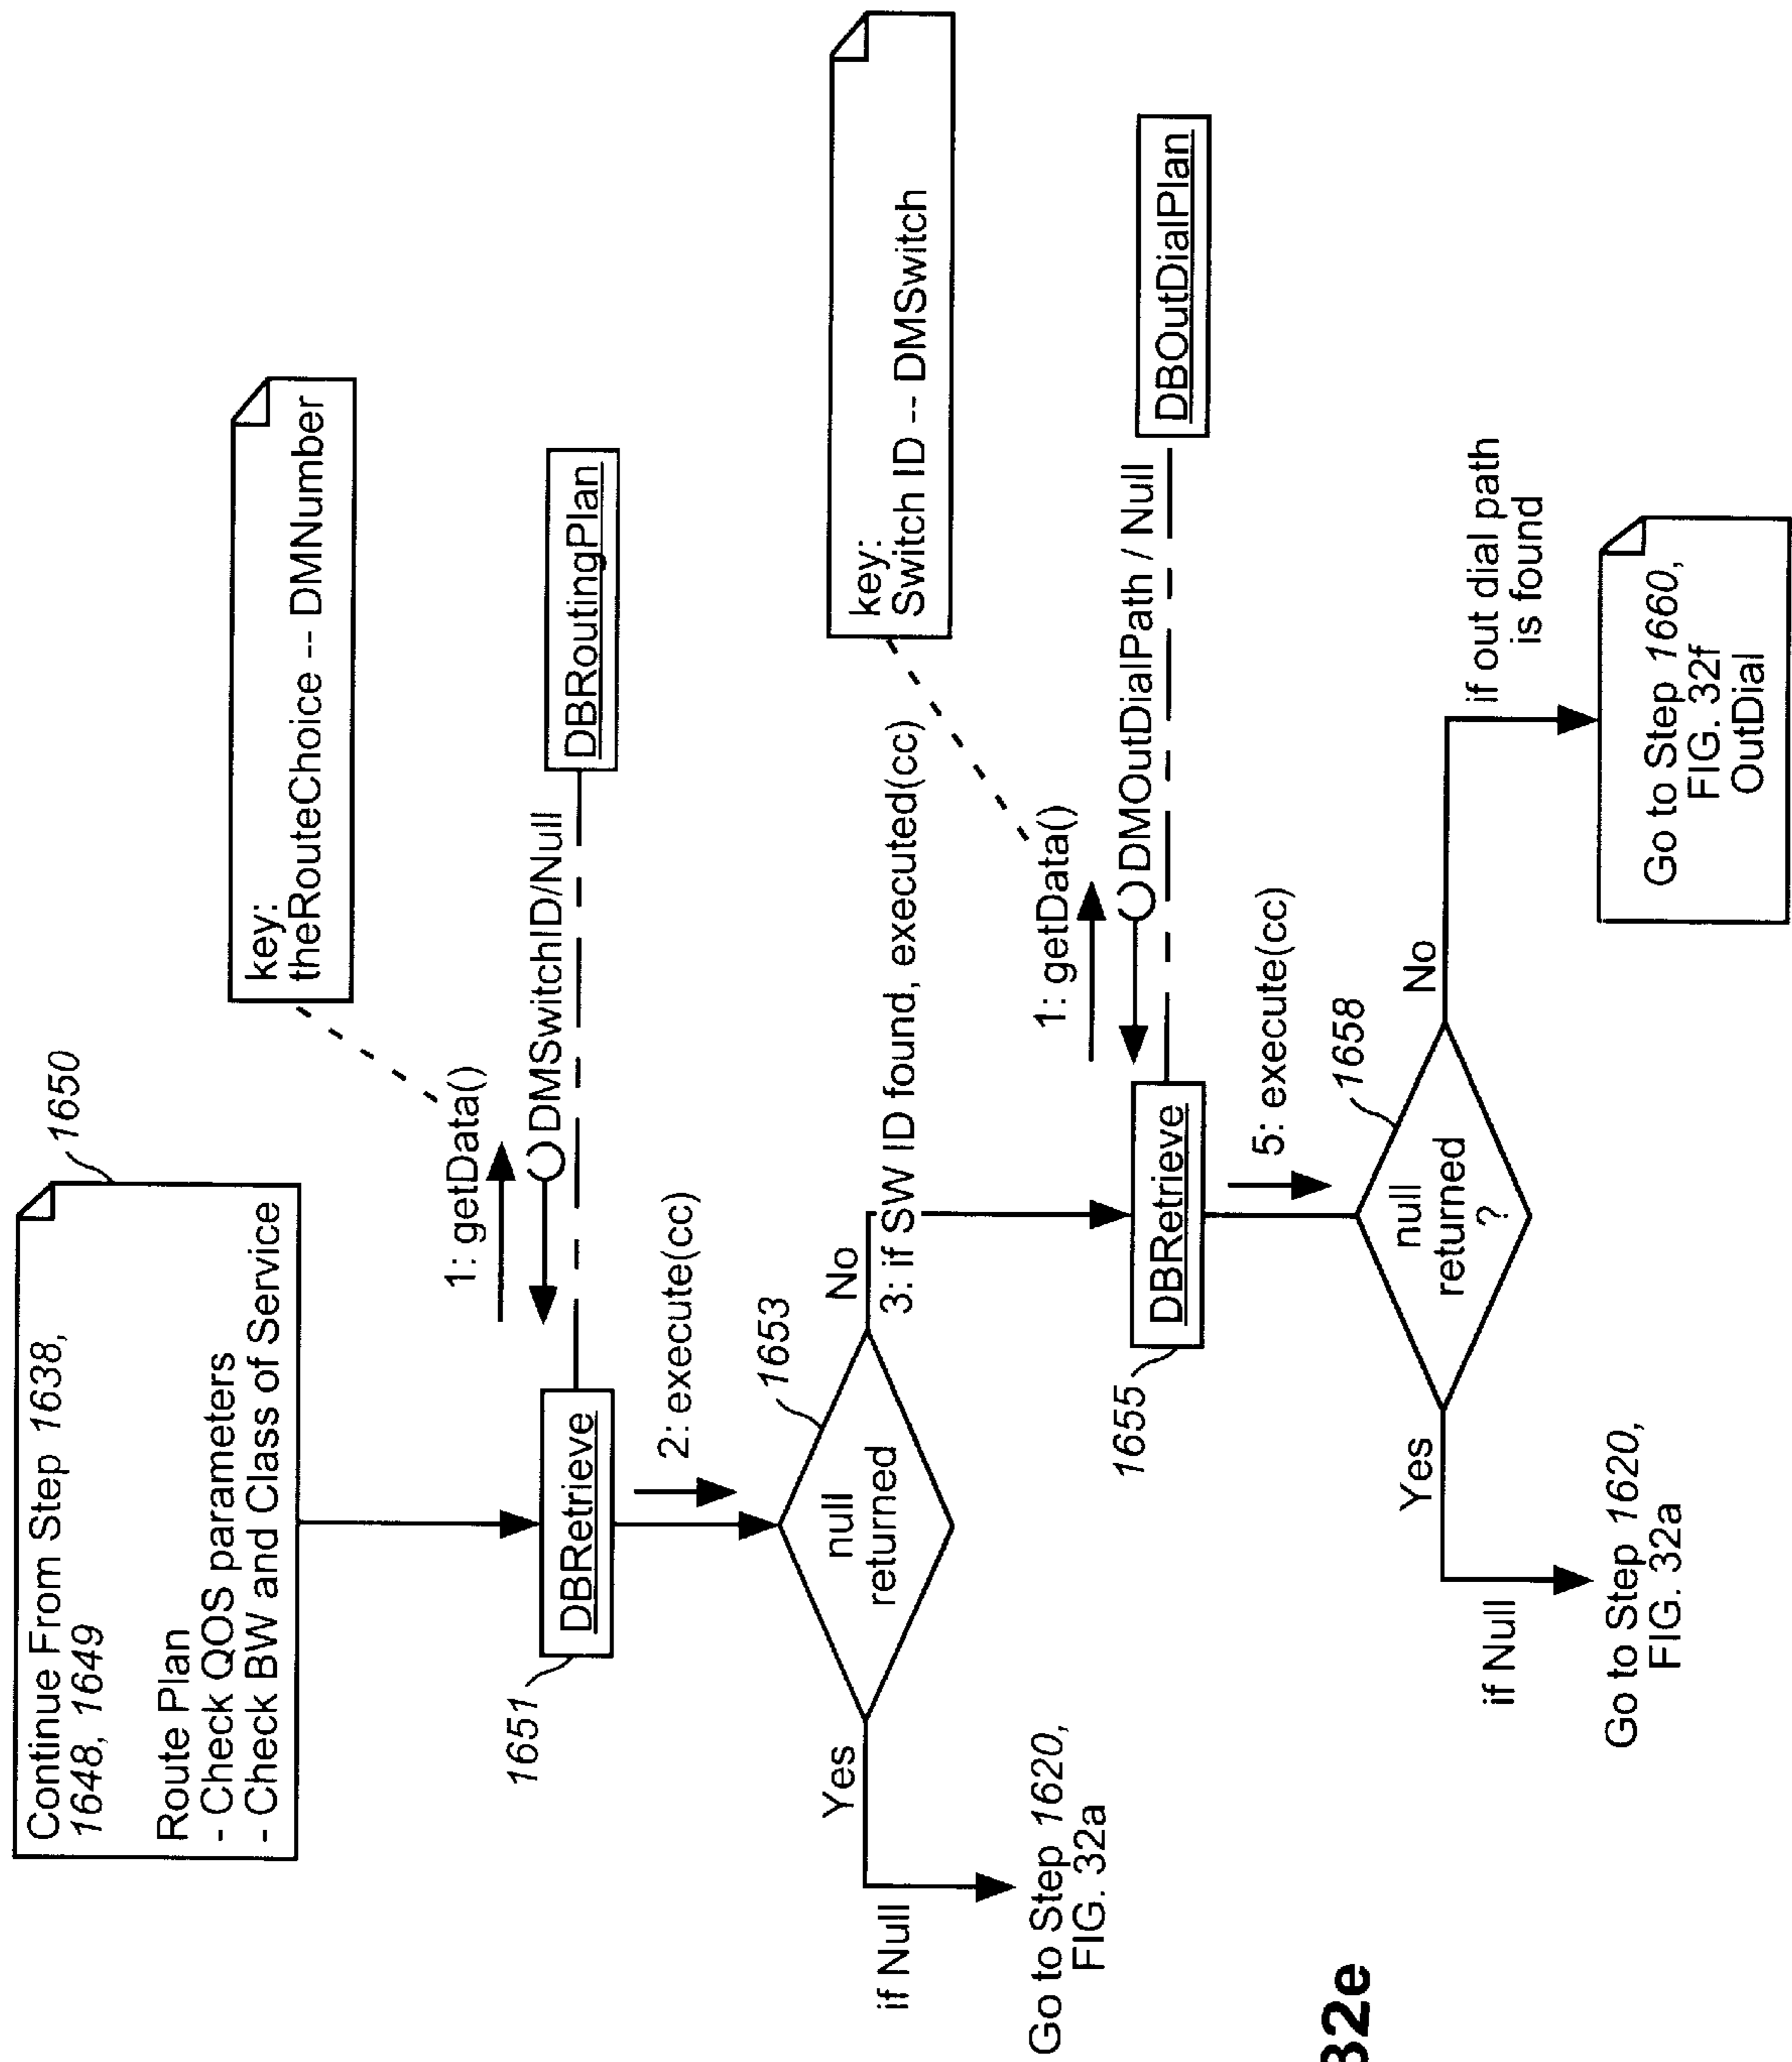 Continue From Step 1638,
1648, 1649
Route Plan
- Check QOS parameters
- Check BW and Class of Service
1650
key:
theRouteChoice -- DMNumber
1: getData()
DMSwitchID/Null
DBRetrieve
1651
DBRoutingPlan
2: execute(cc)
null
returned
1653
Yes
if Null
Go to Step 1620,
FIG. 32a
No
3: if SW ID found, executed(cc)
key:
Switch ID -- DMSwitch
1: getData()
DMOutDialPath / Null
DBRetrieve
1655
DBOutDialPlan
5: execute(cc)
null
returned
?
1658
Yes
if Null
Go to Step 1620,
FIG. 32a
No
if out dial path
is found
Go to Step 1660,
FIG. 32f
OutDial
32e